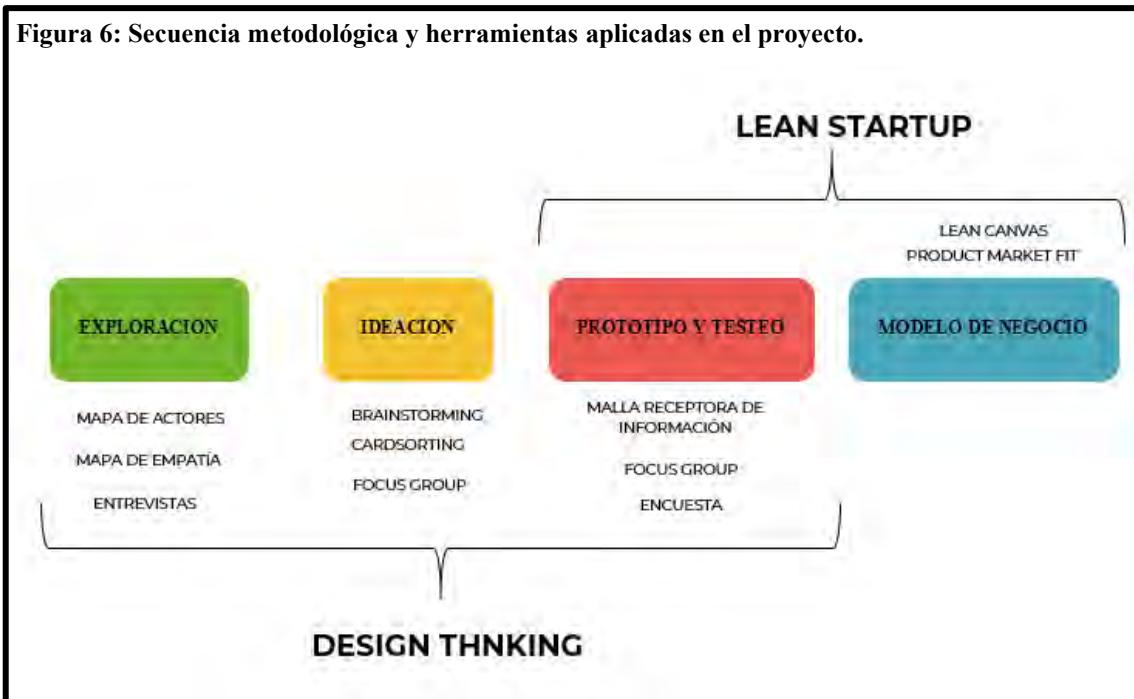 Figura 6: Secuencia metodológica y herramientas aplicadas en el proyecto.
LEAN STARTUP
LEAN CANVAS
PRODUCT MARKET FIT
EXPLORACION
IDEACION
PROTOTIPO Y TESTEO
MODELO DE NEGOCIO
MAPA DE ACTORES
MAPA DE EMPATÍA
ENTREVISTAS
BRAINSTORMING
CARDSORTING
FOCUS GROUP
MALLA RECEPTORA DE
INFORMACIÓN
FOCUS GROUP
ENCUESTA
DESIGN THNKING